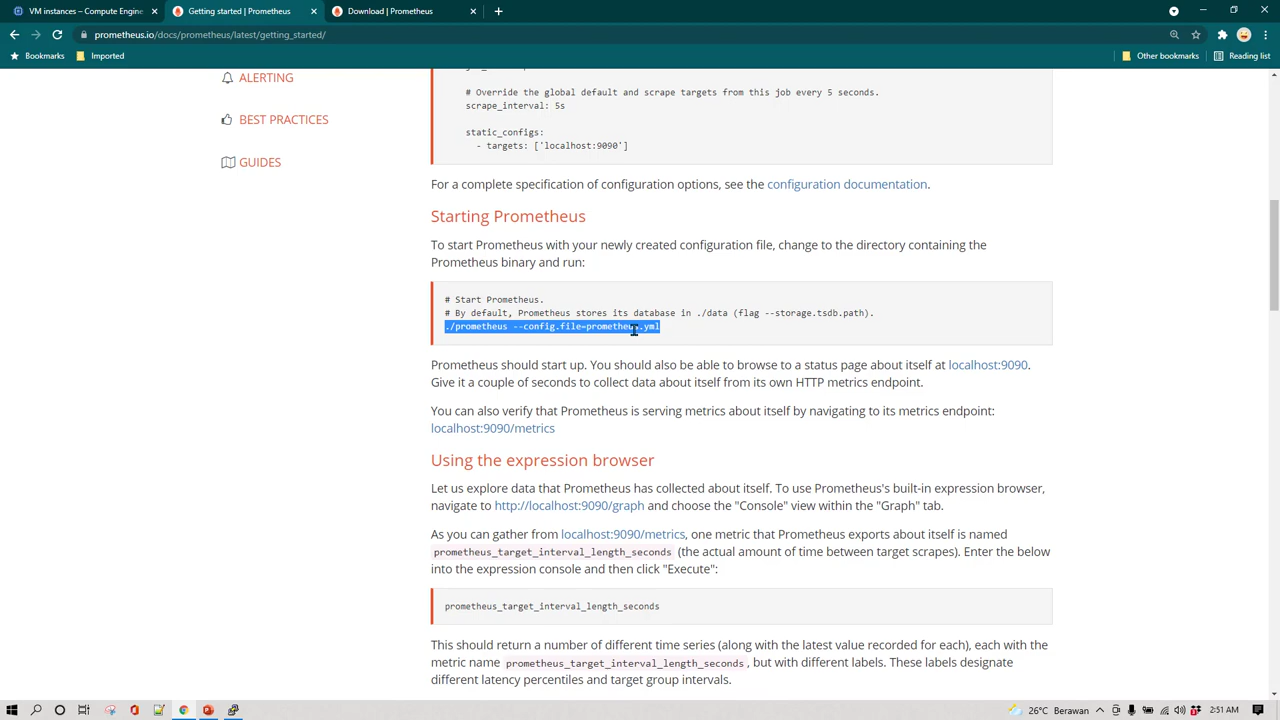 VM instances – Compute Engin
Getting started | Prometheus
Download | Prometheus
prometheus.io/docs/prometheus/latest/getting_started/
Bookmarks
Imported
Other bookmarks
Reading list
ALERTING
BEST PRACTICES
GUIDES
# Override the global default and scrape targets from this job every 5 seconds.
scrape_interval: 5s
static_configs:
- targets: ['localhost:9090']
For a complete specification of configuration options, see the configuration documentation.
Starting Prometheus
To start Prometheus with your newly created configuration file, change to the directory containing the
Prometheus binary and run:
# Start Prometheus.
# By default, Prometheus stores its database in ./data (flag --storage.tsdb.path).
./prometheus --config.file=prometheus.yml
Prometheus should start up. You should also be able to browse to a status page about itself at localhost:9090.
Give it a couple of seconds to collect data about itself from its own HTTP metrics endpoint.
You can also verify that Prometheus is serving metrics about itself by navigating to its metrics endpoint:
localhost:9090/metrics
Using the expression browser
Let us explore data that Prometheus has collected about itself. To use Prometheus's built-in expression browser,
navigate to http://localhost:9090/graph and choose the "Console" view within the "Graph" tab.
As you can gather from localhost:9090/metrics, one metric that Prometheus exports about itself is named
prometheus_target_interval_length_seconds (the actual amount of time between target scrapes). Enter the below
into the expression console and then click "Execute":
prometheus_target_interval_length_seconds
This should return a number of different time series (along with the latest value recorded for each), each with the
metric name prometheus_target_interval_length_seconds, but with different labels. These labels designate
different latency percentiles and target group intervals.
26°C Berawan
2:51 AM